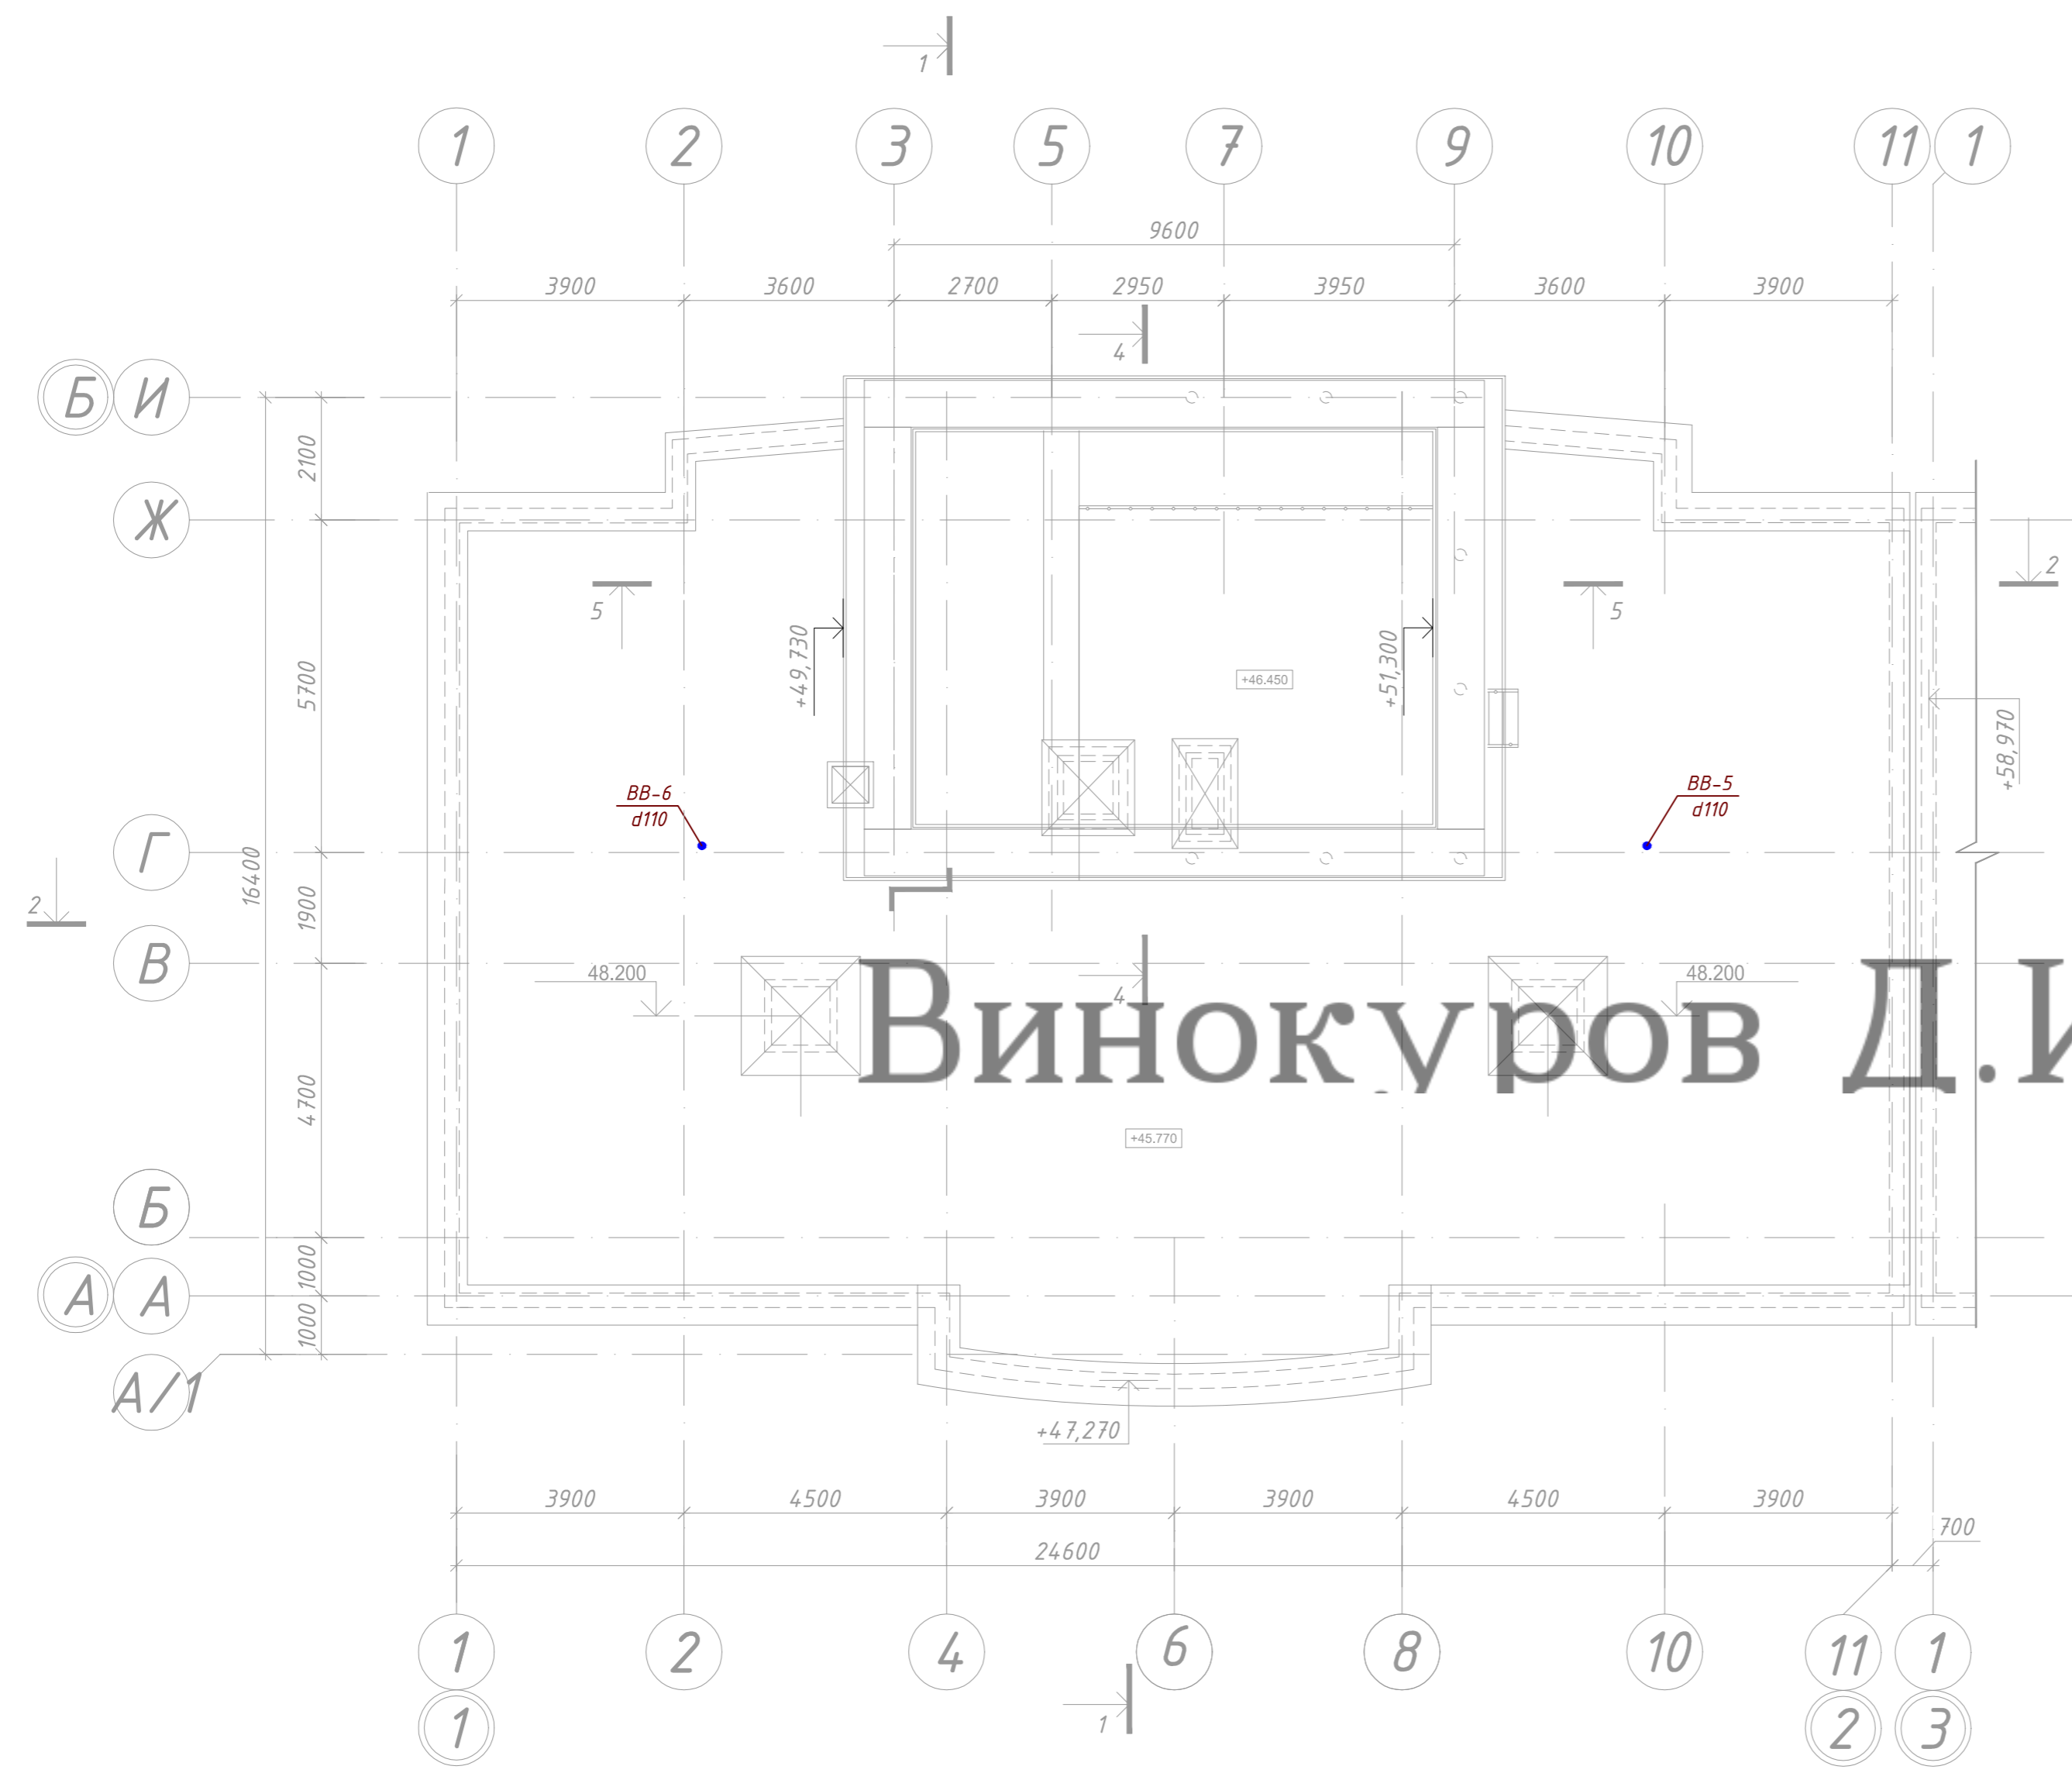 1
1 2 3 5 7 9 10 11 1
9600
3900 3600 2700 2950 3950 3600 3900
4
Б И
2100
Ж
5 5 2
5700
+49,730 +51,300
+46.450
+58,970
ВВ-6
d110
ВВ-5
d110
Г
16400
1900
2
В
48.200 48.200
4
Винокуров Д.И
4700
+45.770
Б
1000
А А
1000
А/1
+47,270
3900 4500 3900 3900 4500 3900
700
24600
1 2 4 6 8 10 11 1
1 2 3
1